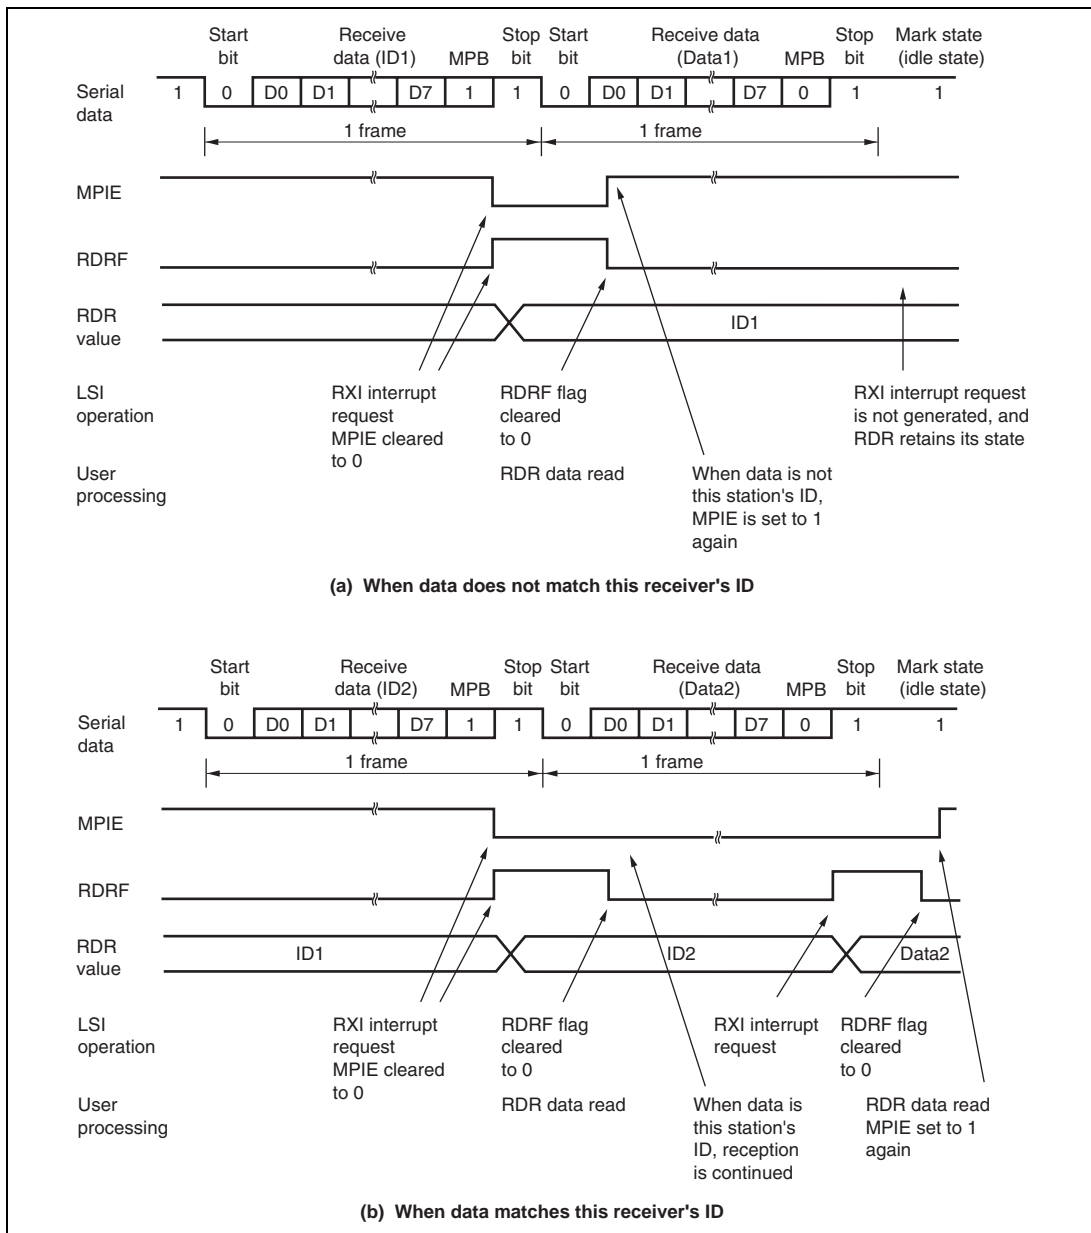 Start bit Receive data (ID1) MPB Stop bit Start bit Receive data (Data1) MPB Stop bit Mark state (idle state)
Serial data 1 0 D0 D1 D7 1 1 0 D0 D1 D7 0 1 1
1 frame 1 frame
MPIE
RDRF
RDR value ID1
LSI operation
RXI interrupt request MPIE cleared to 0
RDRF flag cleared to 0
RXI interrupt request is not generated, and RDR retains its state
User processing
RDR data read
When data is not this station's ID, MPIE is set to 1 again
(a) When data does not match this receiver's ID
Start bit Receive data (ID2) MPB Stop bit Start bit Receive data (Data2) MPB Stop bit Mark state (idle state)
Serial data 1 0 D0 D1 D7 1 1 0 D0 D1 D7 0 1 1
1 frame 1 frame
MPIE
RDRF
RDR value ID1 ID2 Data2
LSI operation
RXI interrupt request MPIE cleared to 0
RDRF flag cleared to 0
RXI interrupt request
RDRF flag cleared to 0
User processing
RDR data read
When data is this station's ID, reception is continued
RDR data read MPIE set to 1 again
(b) When data matches this receiver's ID